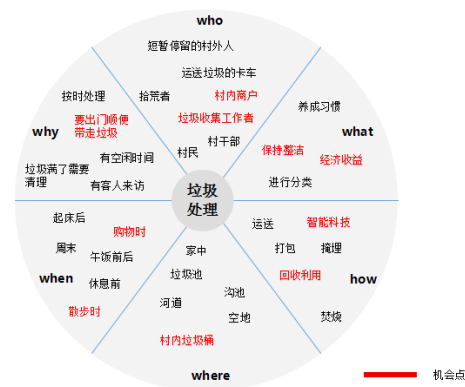 who
短暂停留的村外人
运送垃圾的卡车
拾荒者
村内商户
垃圾收集工作者
村干部
村民
what
养成习惯
保持整洁
经济收益
进行分类
how
运送
智能科技
打包
掩埋
回收利用
焚烧
where
家中
垃圾池
沟池
河道
空地
村内垃圾桶
when
起床后
购物时
周末
午饭前后
休息前
散步时
why
按时处理
要出门顺便
带走垃圾
有空闲时间
垃圾满了需要
清理
有客人来访
垃圾
处理
机会点